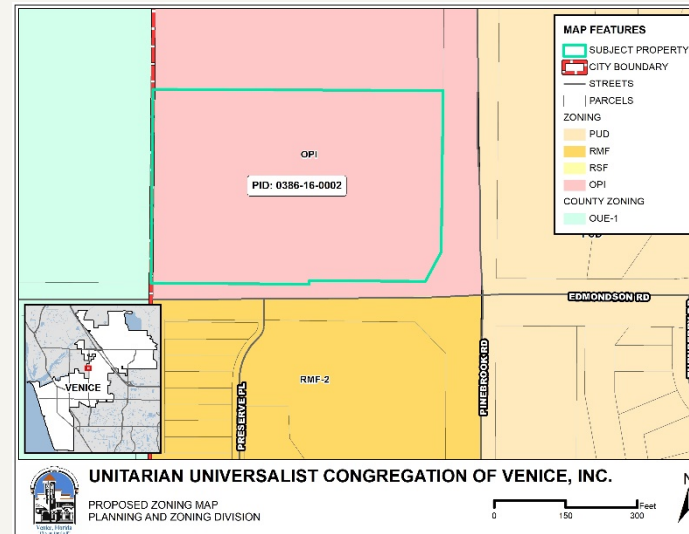 MAP FEATURES
SUBJECT PROPERTY
CITY BOUNDARY
STREETS
PARCELS
ZONING
PUD
RMF
RSF
OPI
COUNTY ZONING
OUE-1
OPI
PID: 0386-16-0002
EDMONDSON RD
PINEBROOK RD
PRESERVE PL
RMF-2
VENICE
UNITARIAN UNIVERSALIST CONGREGATION OF VENICE, INC.
PROPOSED ZONING MAP
PLANNING AND ZONING DIVISION
Feet
0 150 300
N